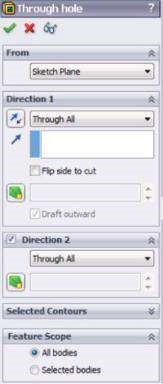 Through hole ?
From
Sketch Plane
Direction 1
Through All
Flip side to cut
Draft outward
Direction 2
Through All
Selected Contours
Feature Scope
All bodies
Selected bodies